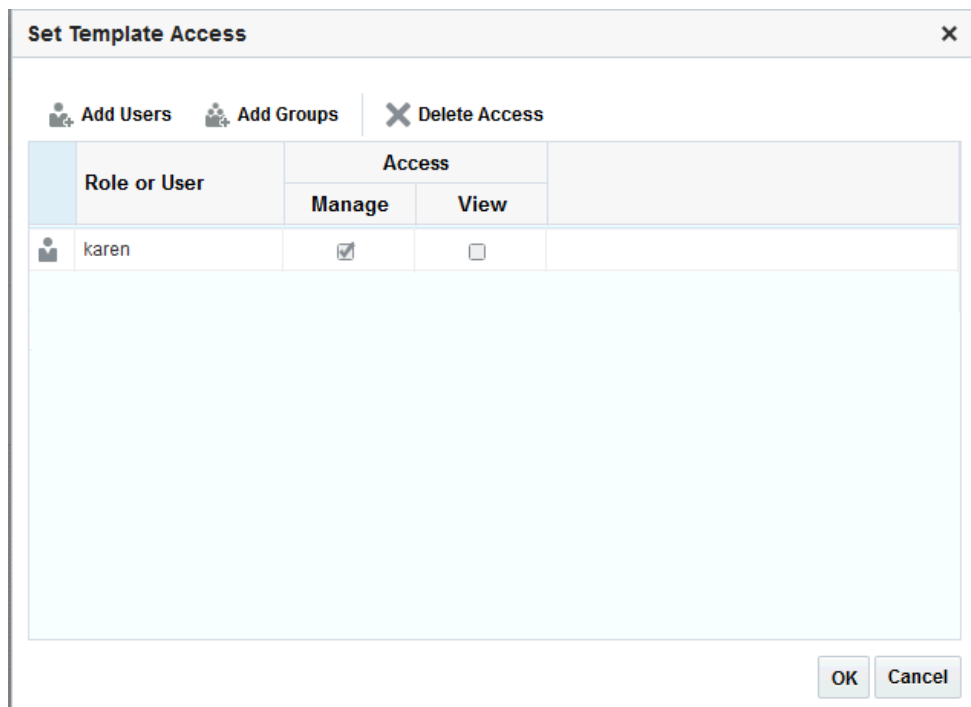 Set Template Access
Add Users Add Groups Delete Access
Role or User
Access
Manage View
karen
OK Cancel